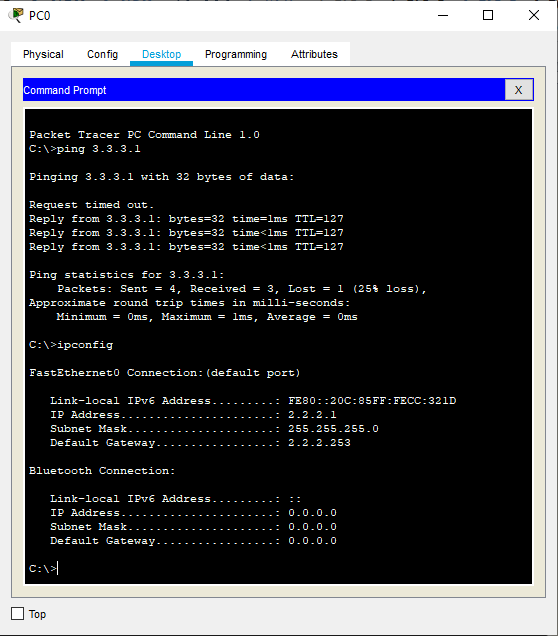 PC0
Physical Config Desktop Programming Attributes
Command Prompt
X
Packet Tracer PC Command Line 1.0
C:\>ping 3.3.3.1
Pinging 3.3.3.1 with 32 bytes of data:
Request timed out.
Reply from 3.3.3.1: bytes=32 time=1ms TTL=127
Reply from 3.3.3.1: bytes=32 time<1ms TTL=127
Reply from 3.3.3.1: bytes=32 time<1ms TTL=127
Ping statistics for 3.3.3.1:
    Packets: Sent = 4, Received = 3, Lost = 1 (25% loss),
Approximate round trip times in milli-seconds:
    Minimum = 0ms, Maximum = 1ms, Average = 0ms
C:\>ipconfig
FastEthernet0 Connection:(default port)
   Link-local IPv6 Address.........: FE80::20C:85FF:FECC:321D
   IP Address......................: 2.2.2.1
   Subnet Mask.....................: 255.255.255.0
   Default Gateway.................: 2.2.2.253
Bluetooth Connection:
   Link-local IPv6 Address.........: ::
   IP Address......................: 0.0.0.0
   Subnet Mask.....................: 0.0.0.0
   Default Gateway.................: 0.0.0.0
C:\>
Top